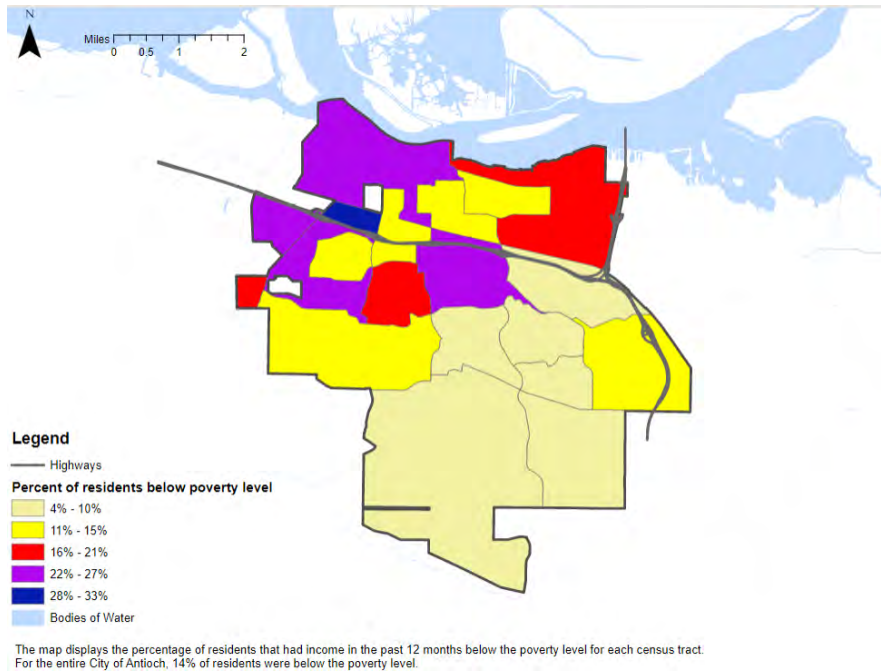 N
Miles
0 0.5 1 2
Legend
Highways
Percent of residents below poverty level
4% - 10%
11% - 15%
16% - 21%
22% - 27%
28% - 33%
Bodies of Water
The map displays the percentage of residents that had income in the past 12 months below the poverty level for each census tract.
For the entire City of Antioch, 14% of residents were below the poverty level.